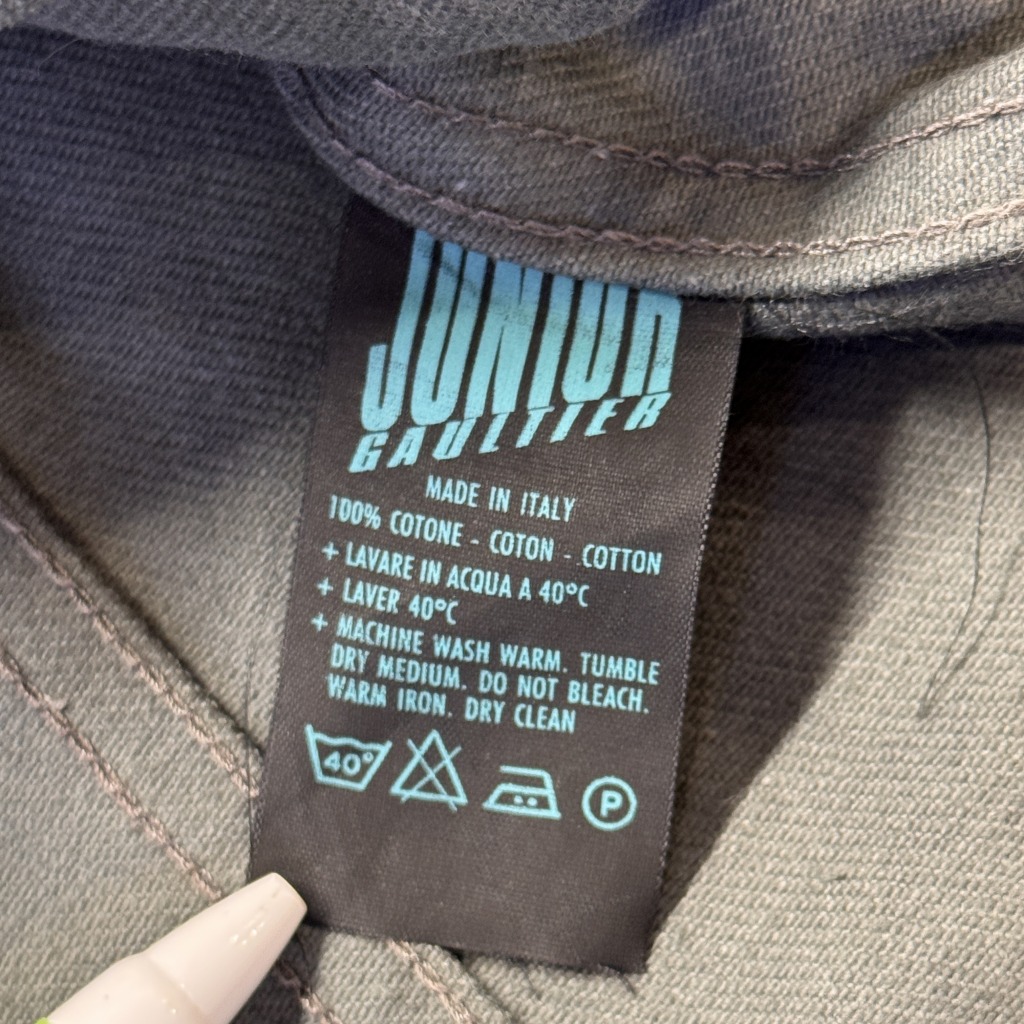 JUNIOR
GAULTIER
MADE IN ITALY
100% COTONE - COTON - COTTON
+ LAVARE IN ACQUA A 40°C
+ LAVER 40°C
+ MACHINE WASH WARM. TUMBLE
DRY MEDIUM. DO NOT BLEACH.
WARM IRON. DRY CLEAN
40° P